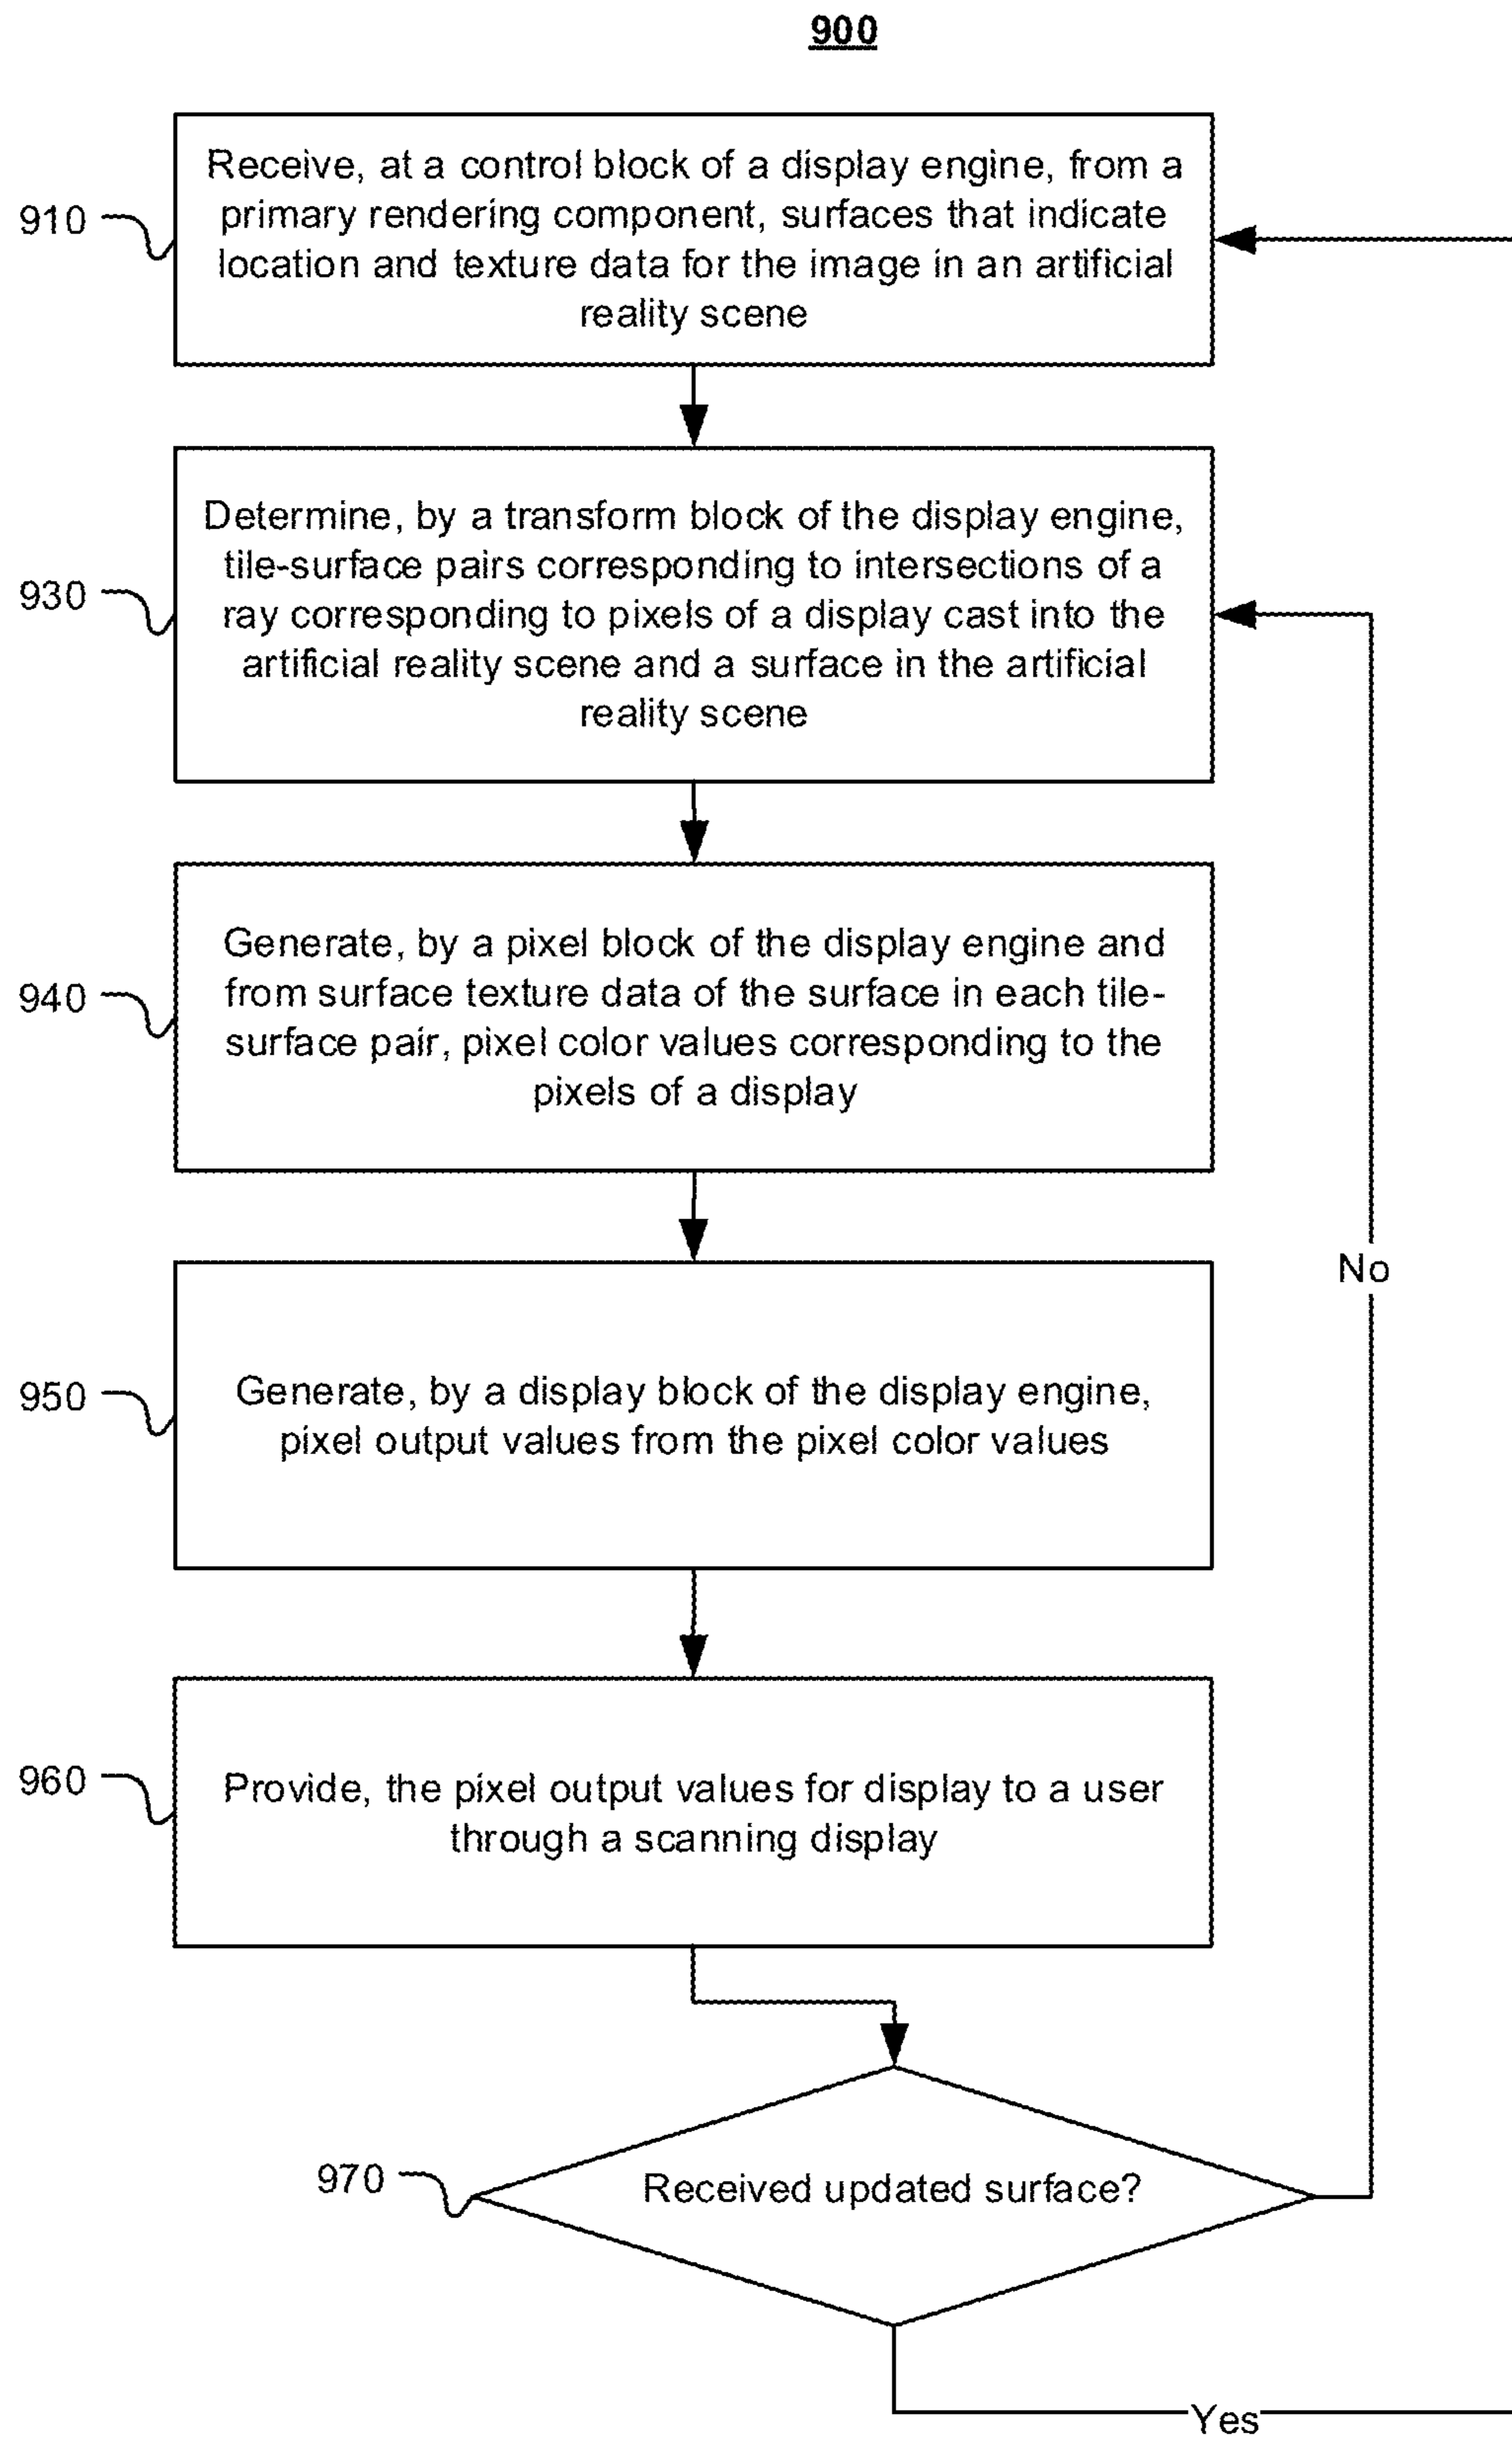 900
910
Receive, at a control block of a display engine, from a
primary rendering component, surfaces that indicate
location and texture data for the image in an artificial
reality scene
930
Determine, by a transform block of the display engine,
tile-surface pairs corresponding to intersections of a
ray corresponding to pixels of a display cast into the
artificial reality scene and a surface in the artificial
reality scene
940
Generate, by a pixel block of the display engine and
from surface texture data of the surface in each tile-
surface pair, pixel color values corresponding to the
pixels of a display
No
950
Generate, by a display block of the display engine,
pixel output values from the pixel color values
960
Provide, the pixel output values for display to a user
through a scanning display
970
Received updated surface?
Yes